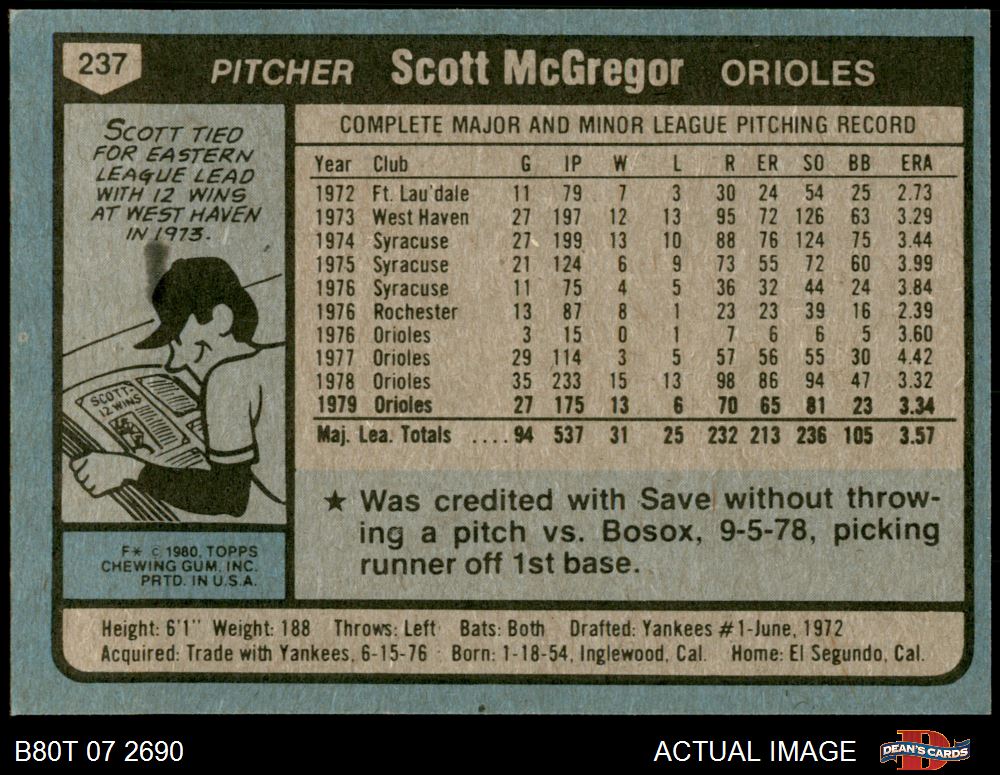 237 PITCHER Scott McGregor ORIOLES
SCOTT TIED
FOR EASTERN
LEAGUE LEAD
WITH 12 WINS
AT WEST HAVEN
IN 1973.
SCOTT-
12 WINS
F* © 1980, TOPPS
CHEWING GUM, INC.
PRTD. IN U.S.A.
COMPLETE MAJOR AND MINOR LEAGUE PITCHING RECORD
Year Club G IP W L R ER SO BB ERA
1972 Ft. Lau'dale 11 79 7 3 30 24 54 25 2.73
1973 West Haven 27 197 12 13 95 72 126 63 3.29
1974 Syracuse 27 199 13 10 88 76 124 75 3.44
1975 Syracuse 21 124 6 9 73 55 72 60 3.99
1976 Syracuse 11 75 4 5 36 32 44 24 3.84
1976 Rochester 13 87 8 1 23 23 39 16 2.39
1976 Orioles 3 15 0 1 7 6 6 5 3.60
1977 Orioles 29 114 3 5 57 56 55 30 4.42
1978 Orioles 35 233 15 13 98 86 94 47 3.32
1979 Orioles 27 175 13 6 70 65 81 23 3.34
Maj. Lea. Totals .... 94 537 31 25 232 213 236 105 3.57
★ Was credited with Save without throw-
ing a pitch vs. Bosox, 9-5-78, picking
runner off 1st base.
Height: 6'1" Weight: 188 Throws: Left Bats: Both Drafted: Yankees #1-June, 1972
Acquired: Trade with Yankees, 6-15-76 Born: 1-18-54, Inglewood, Cal. Home: El Segundo, Cal.
B80T 07 2690 ACTUAL IMAGE DEAN'S CARDS